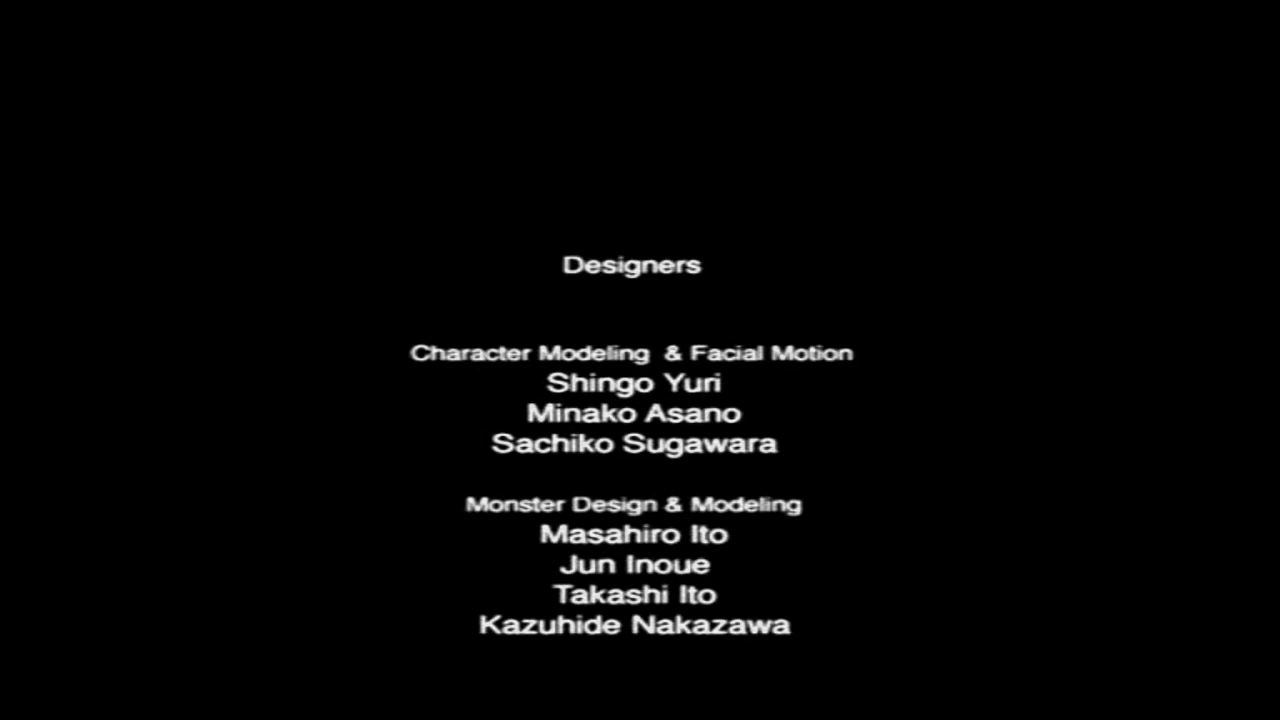 Designers
Character Modeling & Facial Motion
Shingo Yuri
Minako Asano
Sachiko Sugawara
Monster Design & Modeling
Masahiro Ito
Jun Inoue
Takashi Ito
Kazuhide Nakazawa